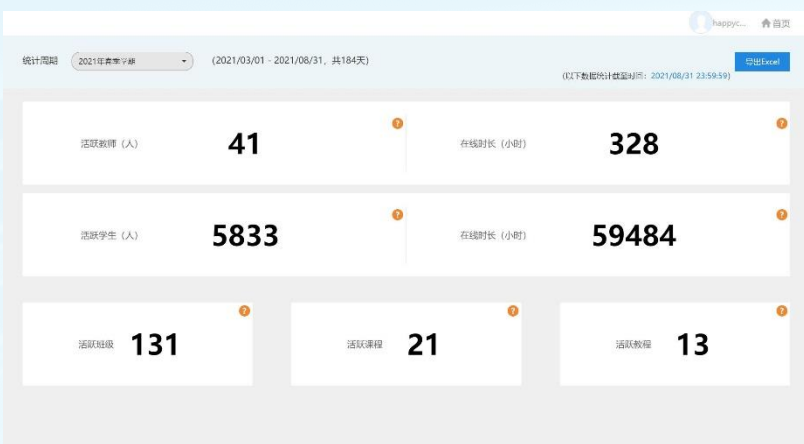 happyc... 首页
统计周期 2021年春季学期 (2021/03/01 - 2021/08/31, 共184天) 导出Excel
(以下数据统计截至时间: 2021/08/31 23:59:59)
活跃教师 (人) 41 ? 在线时长 (小时) 328 ?
活跃学生 (人) 5833 ? 在线时长 (小时) 59484 ?
活跃班级 131 ? 活跃课程 21 ? 活跃教程 13 ?